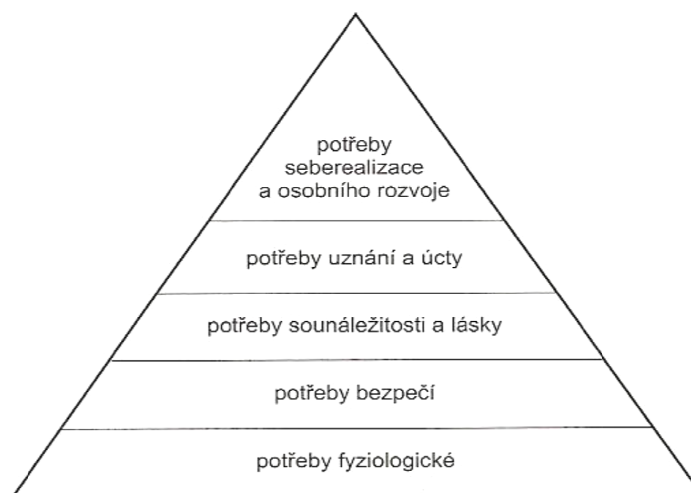 potřeby
seberealizace
a osobního rozvoje
potřeby uznání a úcty
potřeby sounáležitosti a lásky
potřeby bezpečí
potřeby fyziologické